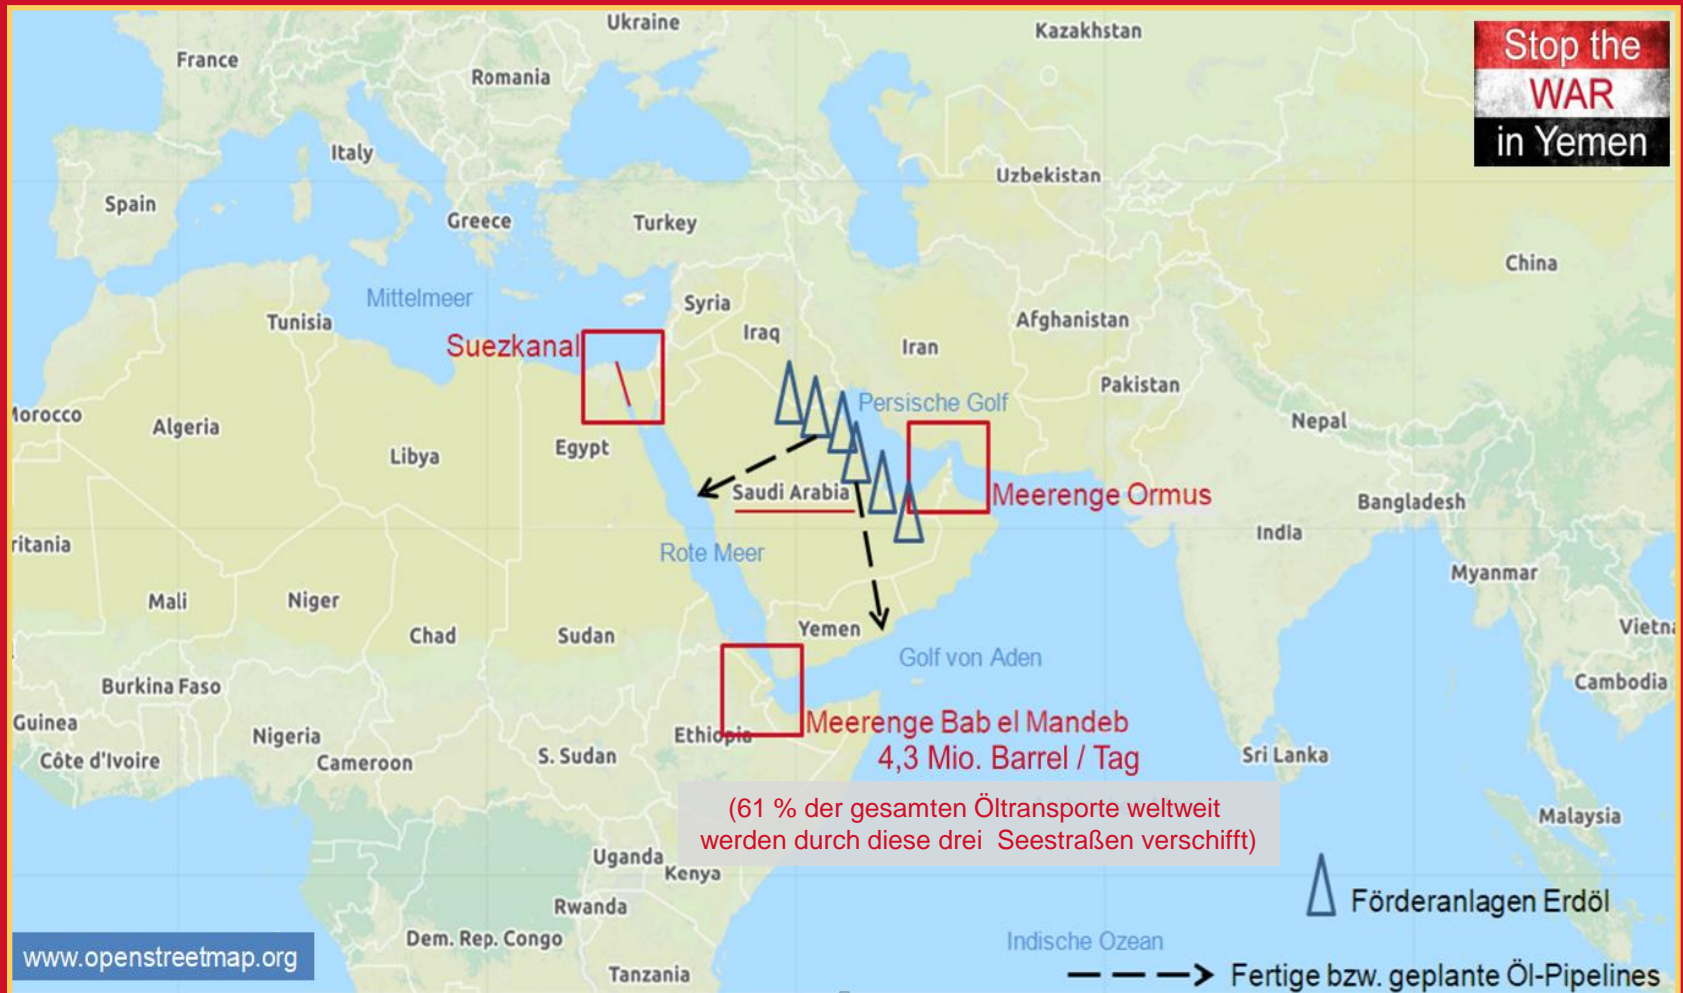 Ukraine
Kazakhstan
France
Romania
Stop the
WAR
in Yemen
Italy
Uzbekistan
Spain
Greece
Turkey
China
Mittelmeer
Syria
Tunisia
Iraq
Afghanistan
Suezkanal
Iran
Pakistan
Persische Golf
Morocco
Algeria
Nepal
Egypt
Libya
Saudi Arabia
Meerenge Ormus
Bangladesh
India
ritania
Rote Meer
Myanmar
Mali
Niger
Chad
Sudan
Yemen
Vietna
Golf von Aden
Burkina Faso
Cambodia
Guinea
Nigeria
Ethiopia
Meerenge Bab el Mandeb
4,3 Mio. Barrel / Tag
Côte d'Ivoire
Cameroon
S. Sudan
Sri Lanka
(61 % der gesamten Öltransporte weltweit
werden durch diese drei Seestraßen verschifft)
Malaysia
Uganda
Kenya
Rwanda
Förderanlagen Erdöl
Dem. Rep. Congo
Indische Ozean
www.openstreetmap.org
Tanzania
Fertige bzw. geplante Öl-Pipelines